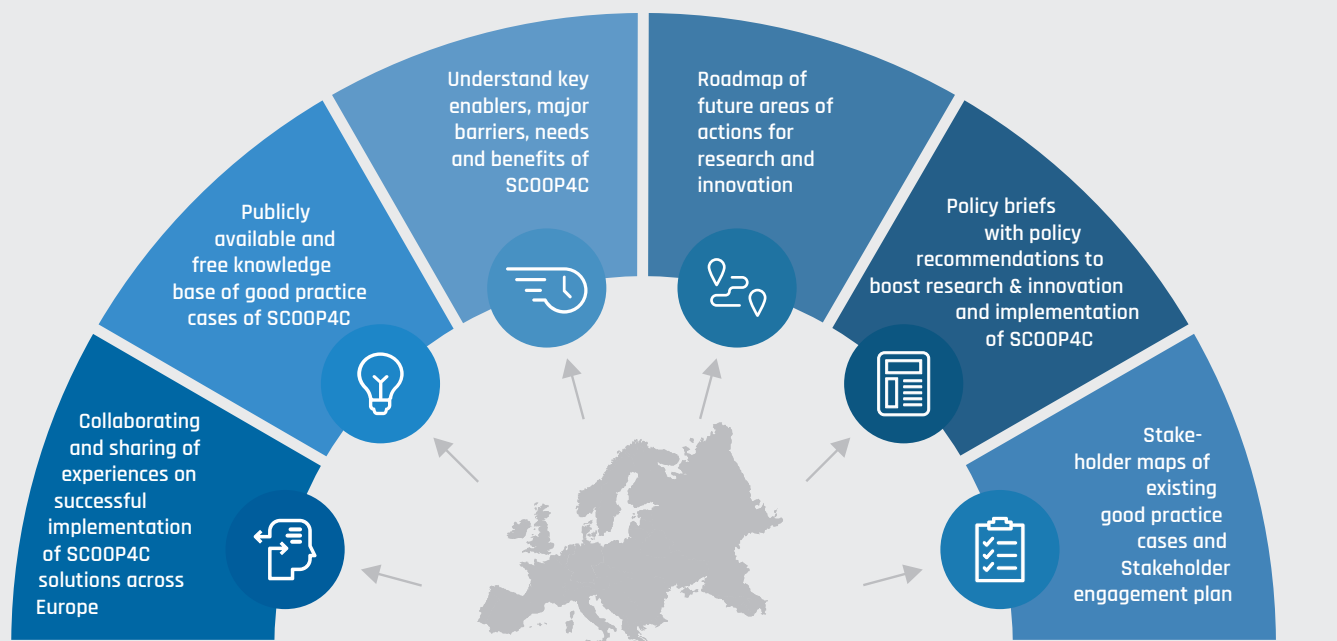 Collaborating
and sharing of
experiences on
successful
implementation
of SCOOP4C
solutions across
Europe
Publicly
available and
free knowledge
base of good practice
cases of SCOOP4C
Understand key
enablers, major
barriers, needs
and benefits of
SCOOP4C
Roadmap of
future areas of
actions for
research and
innovation
Policy briefs
with policy
recommendations to
boost research & innovation
and implementation
of SCOOP4C
Stake-
holder maps of
existing
good practice
cases and
Stakeholder
engagement plan